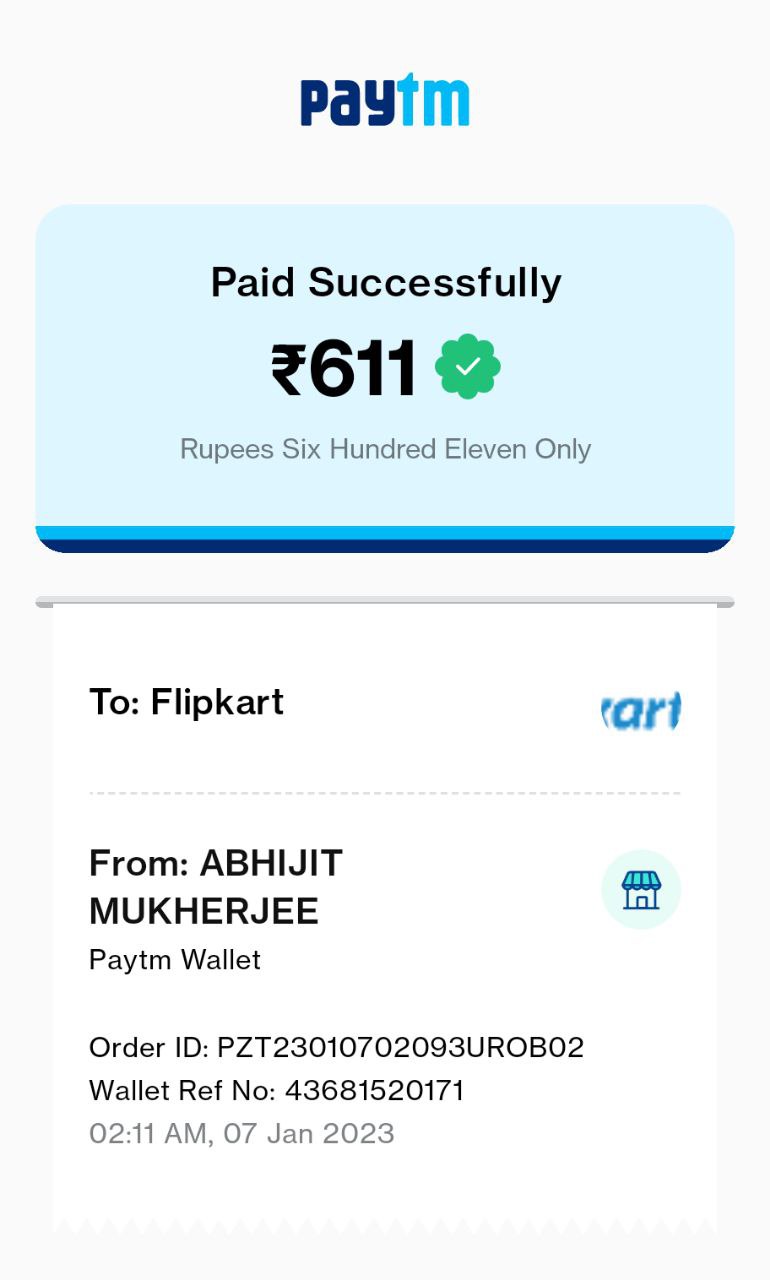 paytm
Paid Successfully
₹611
Rupees Six Hundred Eleven Only
To: Flipkart
kart
From: ABHIJIT
MUKHERJEE
Paytm Wallet
Order ID: PZT23010702093UROB02
Wallet Ref No: 43681520171
02:11 AM, 07 Jan 2023